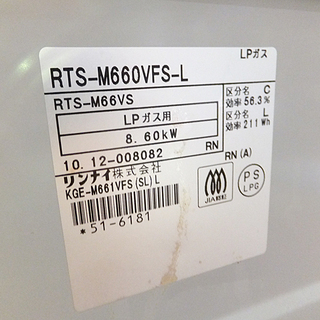 LPガス
RTS-M660VFS-L
RTS-M66VS
LPガス用
8.60kW
区分名 C
効率 56.3%
区分名 L
効率 211Wh
10.12-008082 RN
RN(A)
リンナイ株式会社
KGE-M661VFS(SL)L
*51-6181
JIA
PS
LPG